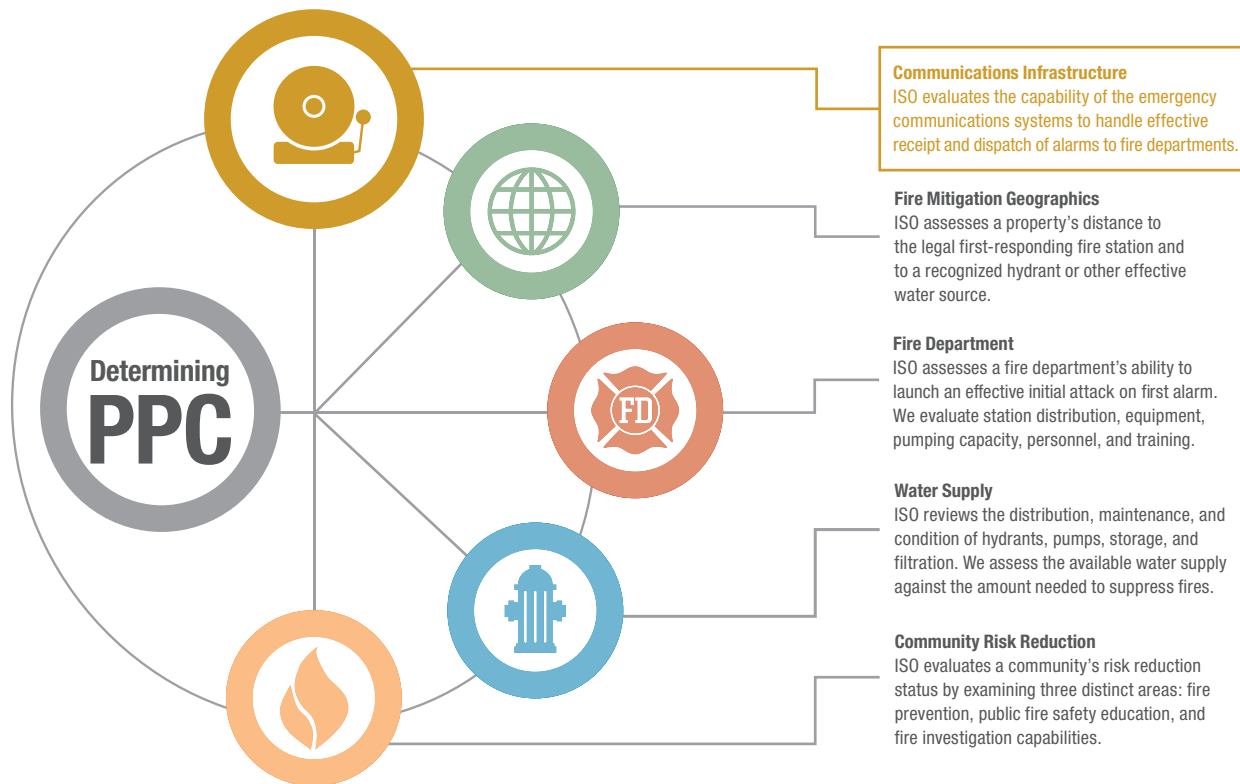 Determining
PPC
Communications Infrastructure
ISO evaluates the capability of the emergency
communications systems to handle effective
receipt and dispatch of alarms to fire departments.
Fire Mitigation Geographics
ISO assesses a property’s distance to
the legal first-responding fire station and
to a recognized hydrant or other effective
water source.
FD
Fire Department
ISO assesses a fire department’s ability to
launch an effective initial attack on first alarm.
We evaluate station distribution, equipment,
pumping capacity, personnel, and training.
Water Supply
ISO reviews the distribution, maintenance, and
condition of hydrants, pumps, storage, and
filtration. We assess the available water supply
against the amount needed to suppress fires.
Community Risk Reduction
ISO evaluates a community’s risk reduction
status by examining three distinct areas: fire
prevention, public fire safety education, and
fire investigation capabilities.